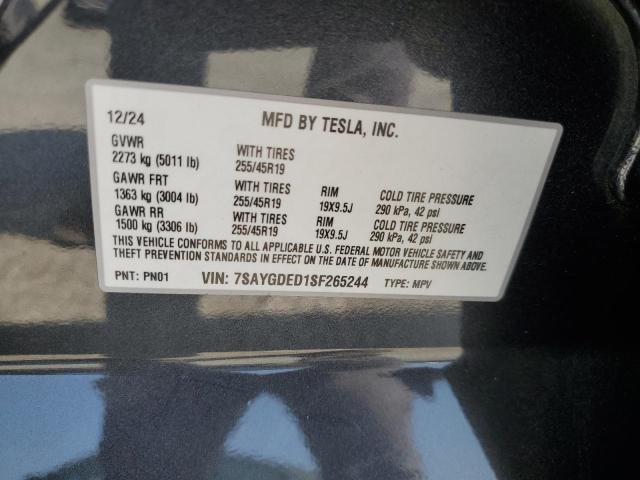 12/24 MFD BY TESLA, INC.
GVWR
2273 kg (5011 lb) WITH TIRES 255/45R19
GAWR FRT
1363 kg (3004 lb) WITH TIRES 255/45R19 RIM 19X9.5J COLD TIRE PRESSURE 290 kPa, 42 psi
GAWR RR
1500 kg (3306 lb) WITH TIRES 255/45R19 RIM 19X9.5J COLD TIRE PRESSURE 290 kPa, 42 psi
THIS VEHICLE CONFORMS TO ALL APPLICABLE U.S. FEDERAL MOTOR VEHICLE SAFETY AND
THEFT PREVENTION STANDARDS IN EFFECT ON THE DATE OF MANUFACTURE SHOWN ABOVE.
PNT: PN01 VIN: 7SAYGDED1SF265244 TYPE: MPV